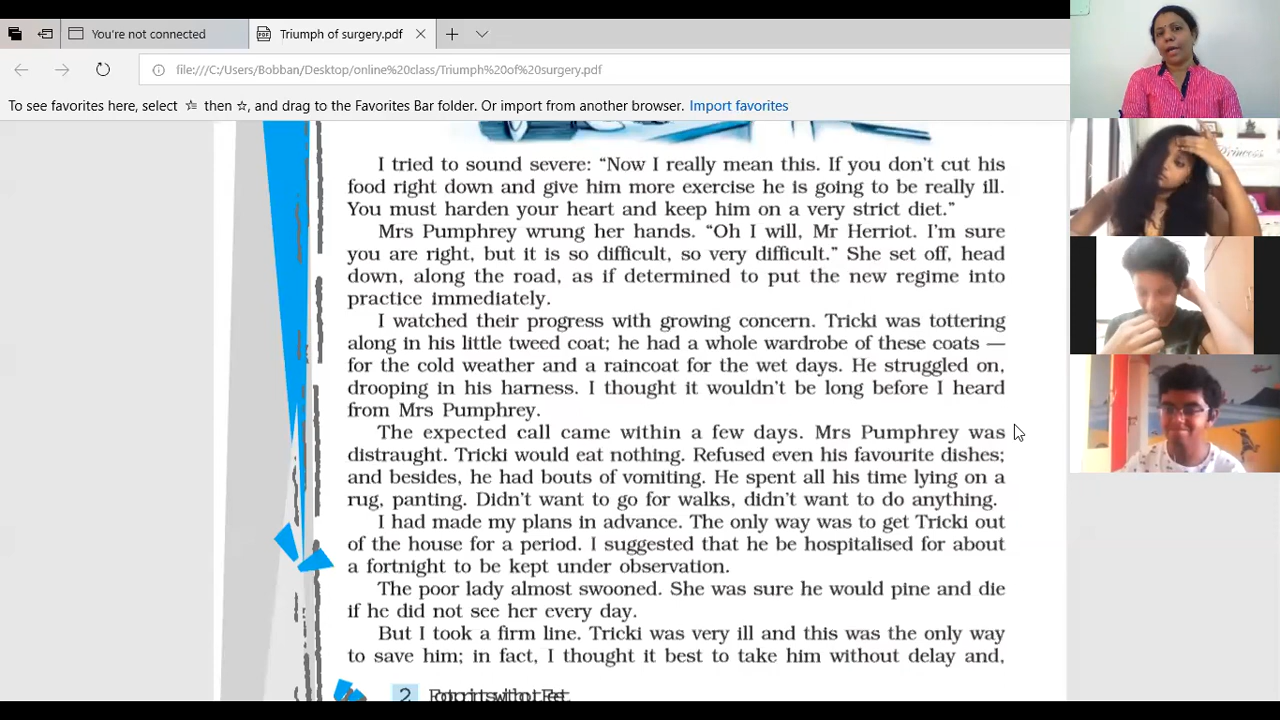 You're not connected
Triumph of surgery.pdf
file:///C:/Users/Bobban/Desktop/online%20class/Triumph%20of%20surgery.pdf
To see favorites here, select then, and drag to the Favorites Bar folder. Or import from another browser. Import favorites
I tried to sound severe: “Now I really mean this. If you don’t cut his
food right down and give him more exercise he is going to be really ill.
You must harden your heart and keep him on a very strict diet.”
Mrs Pumphrey wrung her hands. “Oh I will, Mr Herriot. I’m sure
you are right, but it is so difficult, so very difficult.” She set off, head
down, along the road, as if determined to put the new regime into
practice immediately.
I watched their progress with growing concern. Tricki was tottering
along in his little tweed coat; he had a whole wardrobe of these coats —
for the cold weather and a raincoat for the wet days. He struggled on,
drooping in his harness. I thought it wouldn’t be long before I heard
from Mrs Pumphrey.
The expected call came within a few days. Mrs Pumphrey was
distraught. Tricki would eat nothing. Refused even his favourite dishes;
and besides, he had bouts of vomiting. He spent all his time lying on a
rug, panting. Didn’t want to go for walks, didn’t want to do anything.
I had made my plans in advance. The only way was to get Tricki out
of the house for a period. I suggested that he be hospitalised for about
a fortnight to be kept under observation.
The poor lady almost swooned. She was sure he would pine and die
if he did not see her every day.
But I took a firm line. Tricki was very ill and this was the only way
to save him; in fact, I thought it best to take him without delay and,
2